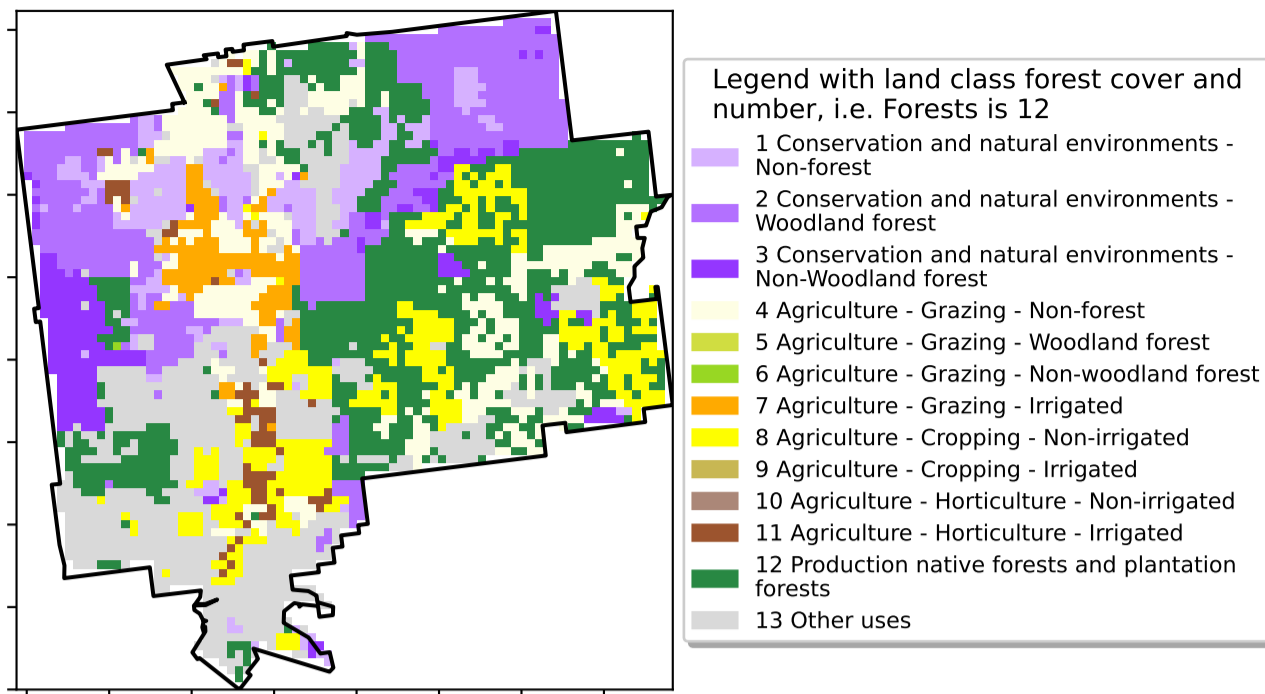 Legend with land class forest cover and
number, i.e. Forests is 12
1 Conservation and natural environments -
Non-forest
2 Conservation and natural environments -
Woodland forest
3 Conservation and natural environments -
Non-Woodland forest
4 Agriculture - Grazing - Non-forest
5 Agriculture - Grazing - Woodland forest
6 Agriculture - Grazing - Non-woodland forest
7 Agriculture - Grazing - Irrigated
8 Agriculture - Cropping - Non-irrigated
9 Agriculture - Cropping - Irrigated
10 Agriculture - Horticulture - Non-irrigated
11 Agriculture - Horticulture - Irrigated
12 Production native forests and plantation
forests
13 Other uses